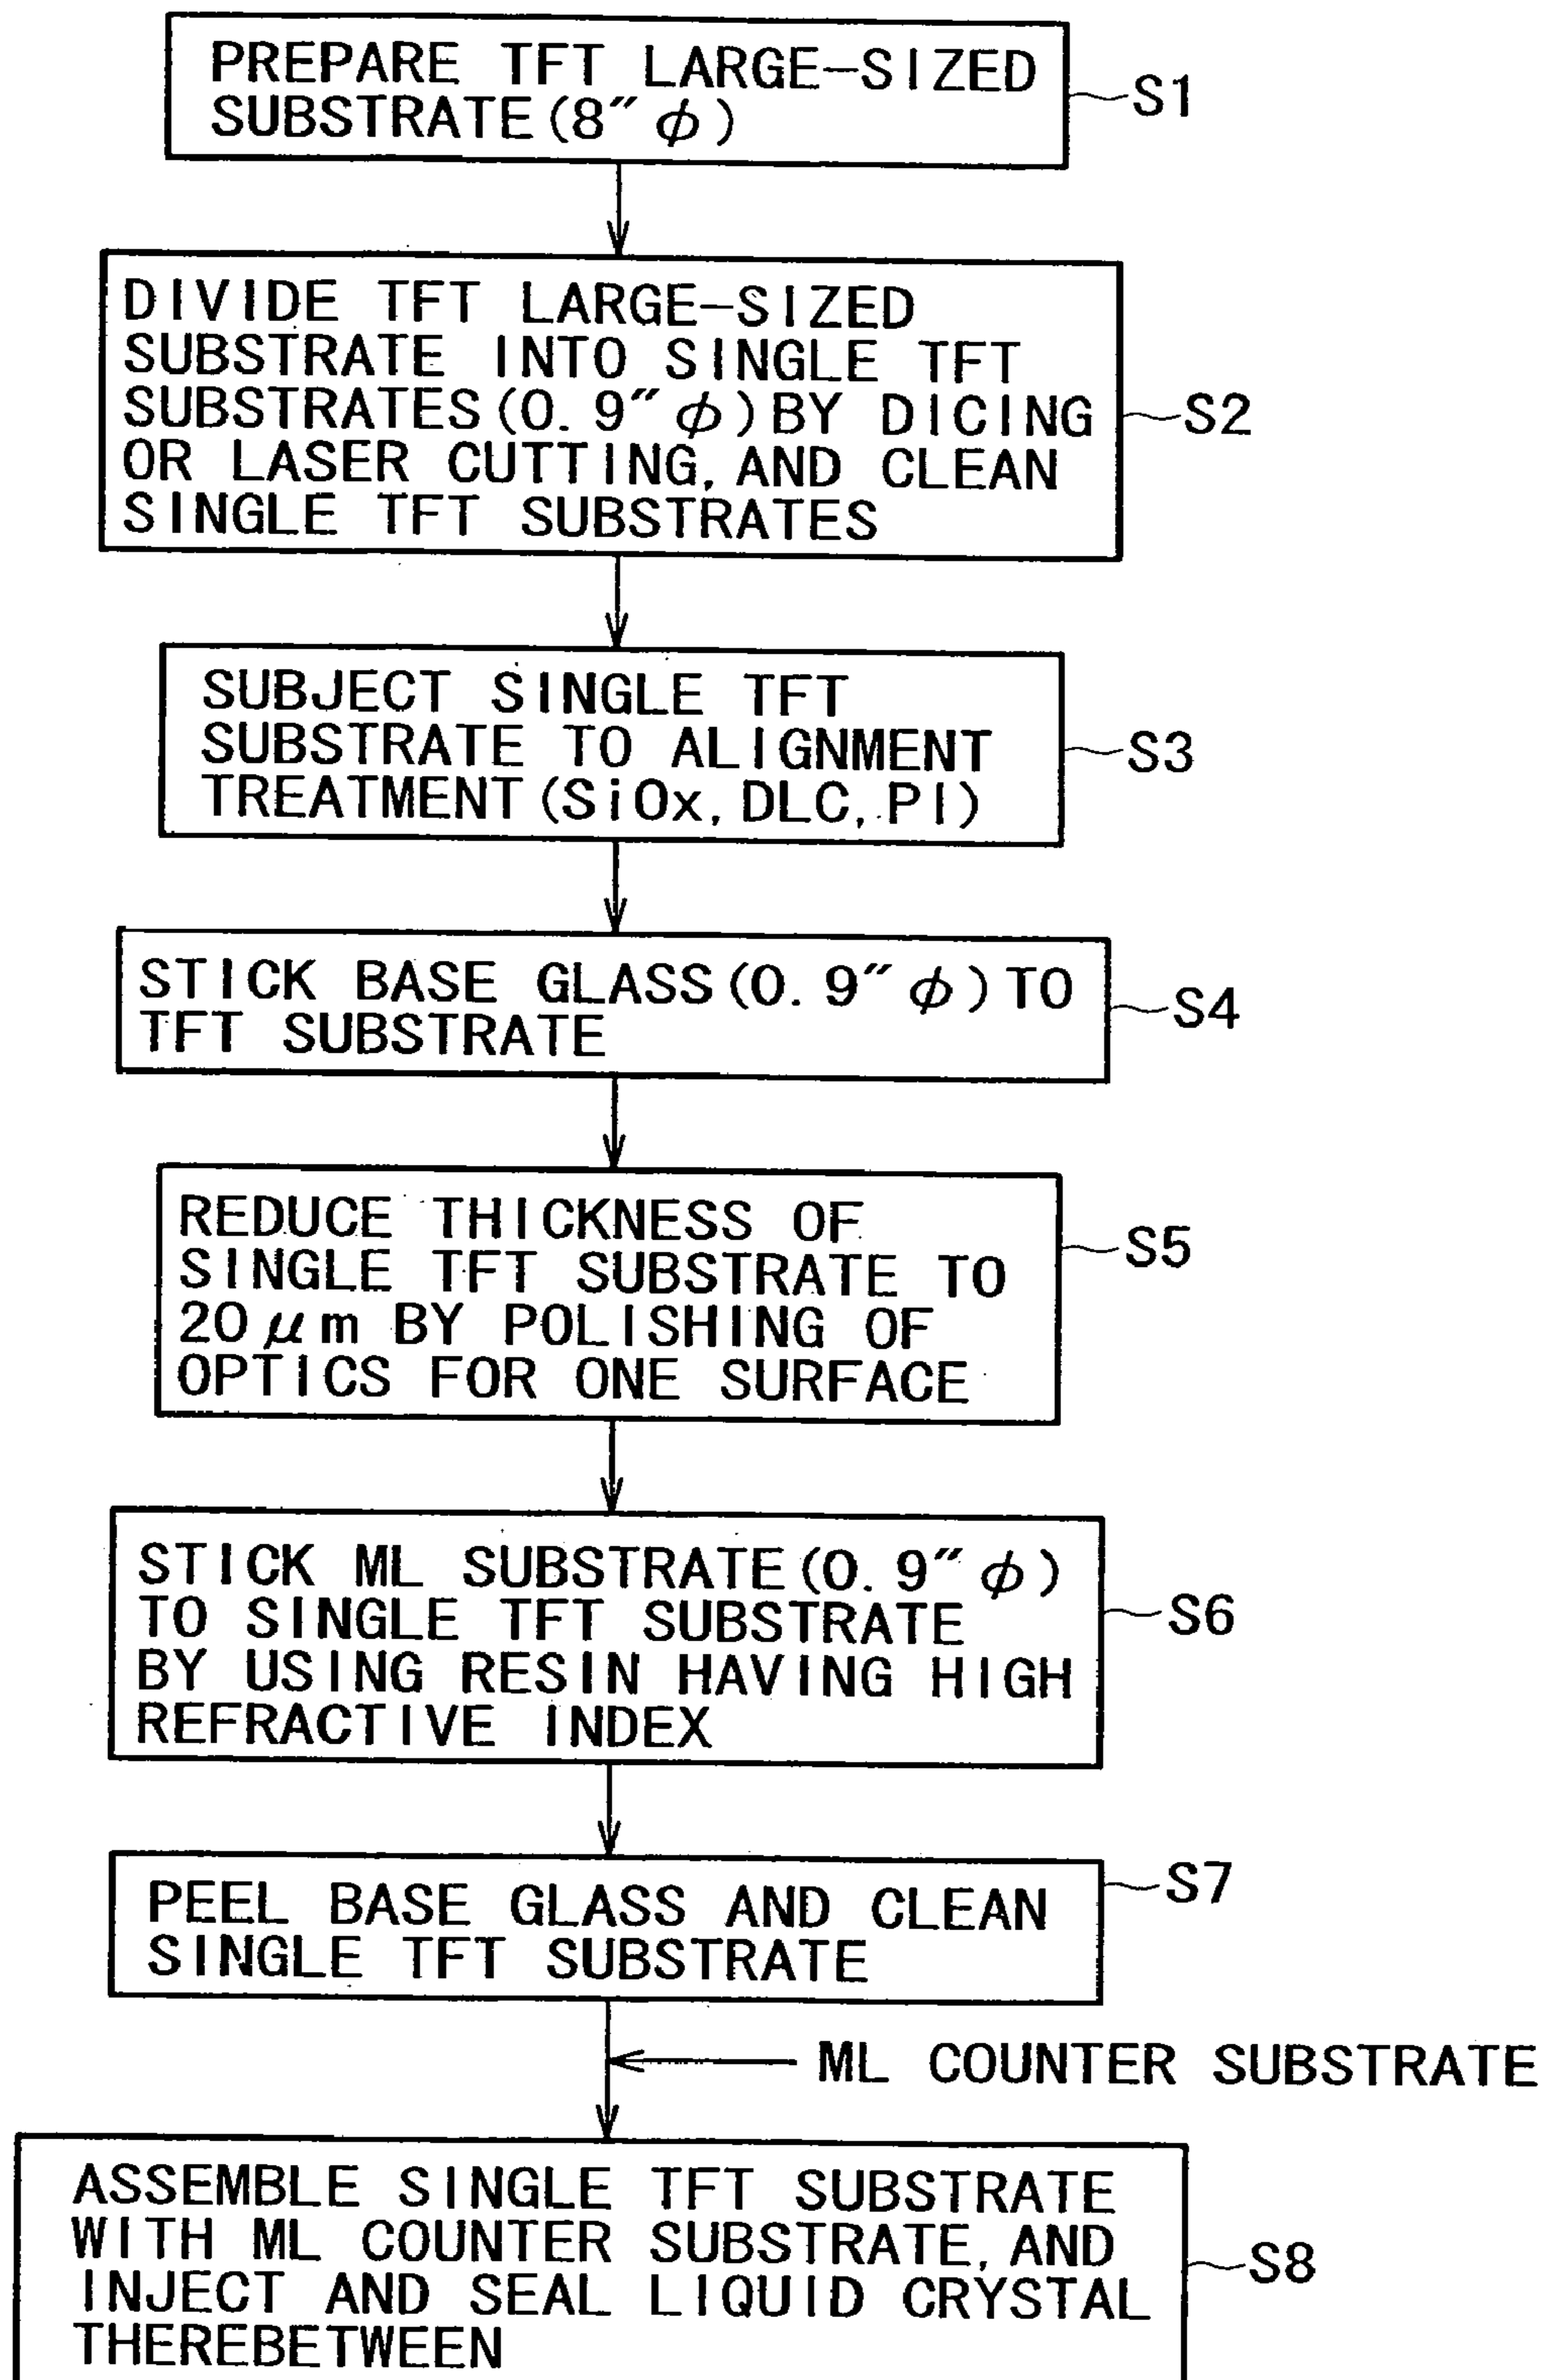 PREPARE TFT LARGE-SIZED
SUBSTRATE(8″φ)
S1
DIVIDE TFT LARGE-SIZED
SUBSTRATE INTO SINGLE TFT
SUBSTRATES(0.9″φ)BY DICING
OR LASER CUTTING, AND CLEAN
SINGLE TFT SUBSTRATES
S2
SUBJECT SINGLE TFT
SUBSTRATE TO ALIGNMENT
TREATMENT(SiOx, DLC, PI)
S3
STICK BASE GLASS(0.9″φ)TO
TFT SUBSTRATE
S4
REDUCE THICKNESS OF
SINGLE TFT SUBSTRATE TO
20μm BY POLISHING OF
OPTICS FOR ONE SURFACE
S5
STICK ML SUBSTRATE(0.9″φ)
TO SINGLE TFT SUBSTRATE
BY USING RESIN HAVING HIGH
REFRACTIVE INDEX
S6
PEEL BASE GLASS AND CLEAN
SINGLE TFT SUBSTRATE
S7
ML COUNTER SUBSTRATE
ASSEMBLE SINGLE TFT SUBSTRATE
WITH ML COUNTER SUBSTRATE, AND
INJECT AND SEAL LIQUID CRYSTAL
THEREBETWEEN
S8